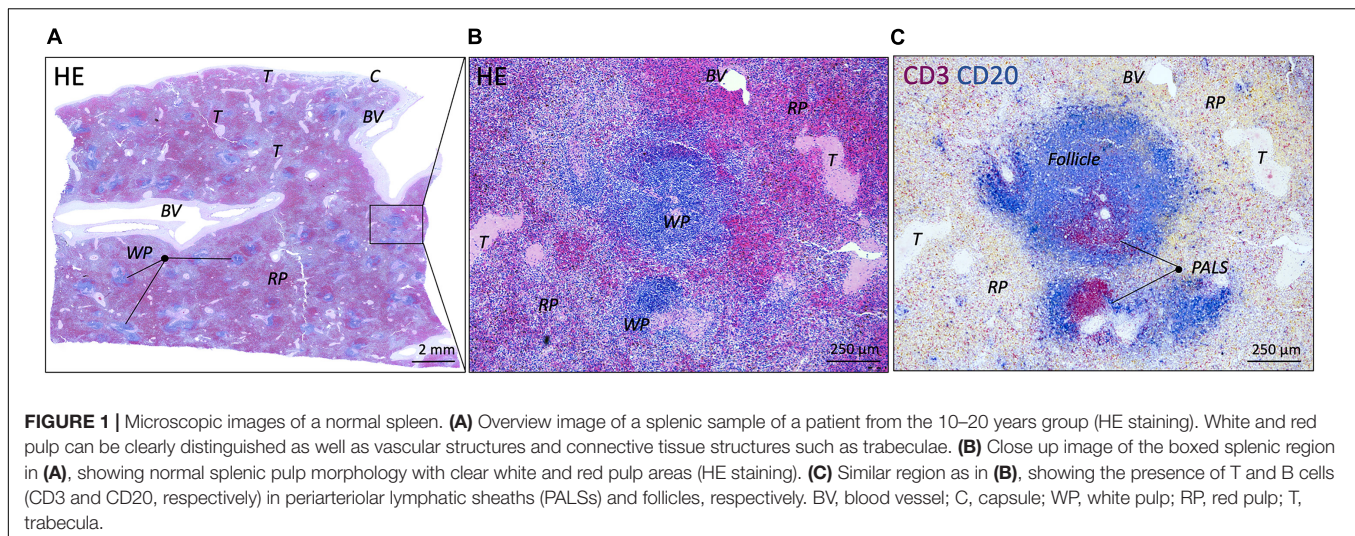 A
HE
T
C
BV
T
T
BV
WP
RP
2 mm
B
HE
BV
RP
T
WP
T
RP
WP
250 µm
C
CD3 CD20
BV
RP
T
Follicle
T
PALS
RP
250 µm
FIGURE 1 | Microscopic images of a normal spleen. (A) Overview image of a splenic sample of a patient from the 10–20 years group (HE staining). White and red
pulp can be clearly distinguished as well as vascular structures and connective tissue structures such as trabeculae. (B) Close up image of the boxed splenic region
in (A), showing normal splenic pulp morphology with clear white and red pulp areas (HE staining). (C) Similar region as in (B), showing the presence of T and B cells
(CD3 and CD20, respectively) in periarteriolar lymphatic sheaths (PALSs) and follicles, respectively. BV, blood vessel; C, capsule; WP, white pulp; RP, red pulp; T,
trabecula.